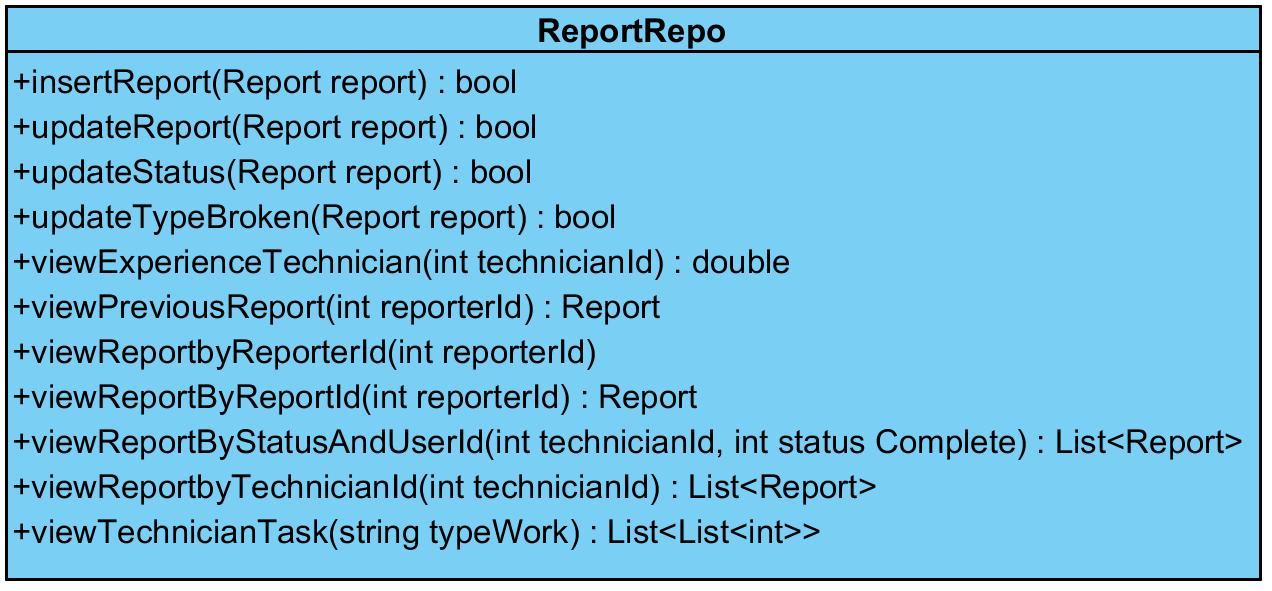 ReportRepo
+insertReport(Report report) : bool
+updateReport(Report report) : bool
+updateStatus(Report report) : bool
+updateTypeBroken(Report report) : bool
+viewExperienceTechnician(int technicianId) : double
+viewPreviousReport(int reporterId) : Report
+viewReportbyReporterId(int reporterId)
+viewReportByReportId(int reporterId) : Report
+viewReportByStatusAndUserId(int technicianId, int status Complete) : List<Report>
+viewReportbyTechnicianId(int technicianId) : List<Report>
+viewTechnicianTask(string typeWork) : List<List<int>>